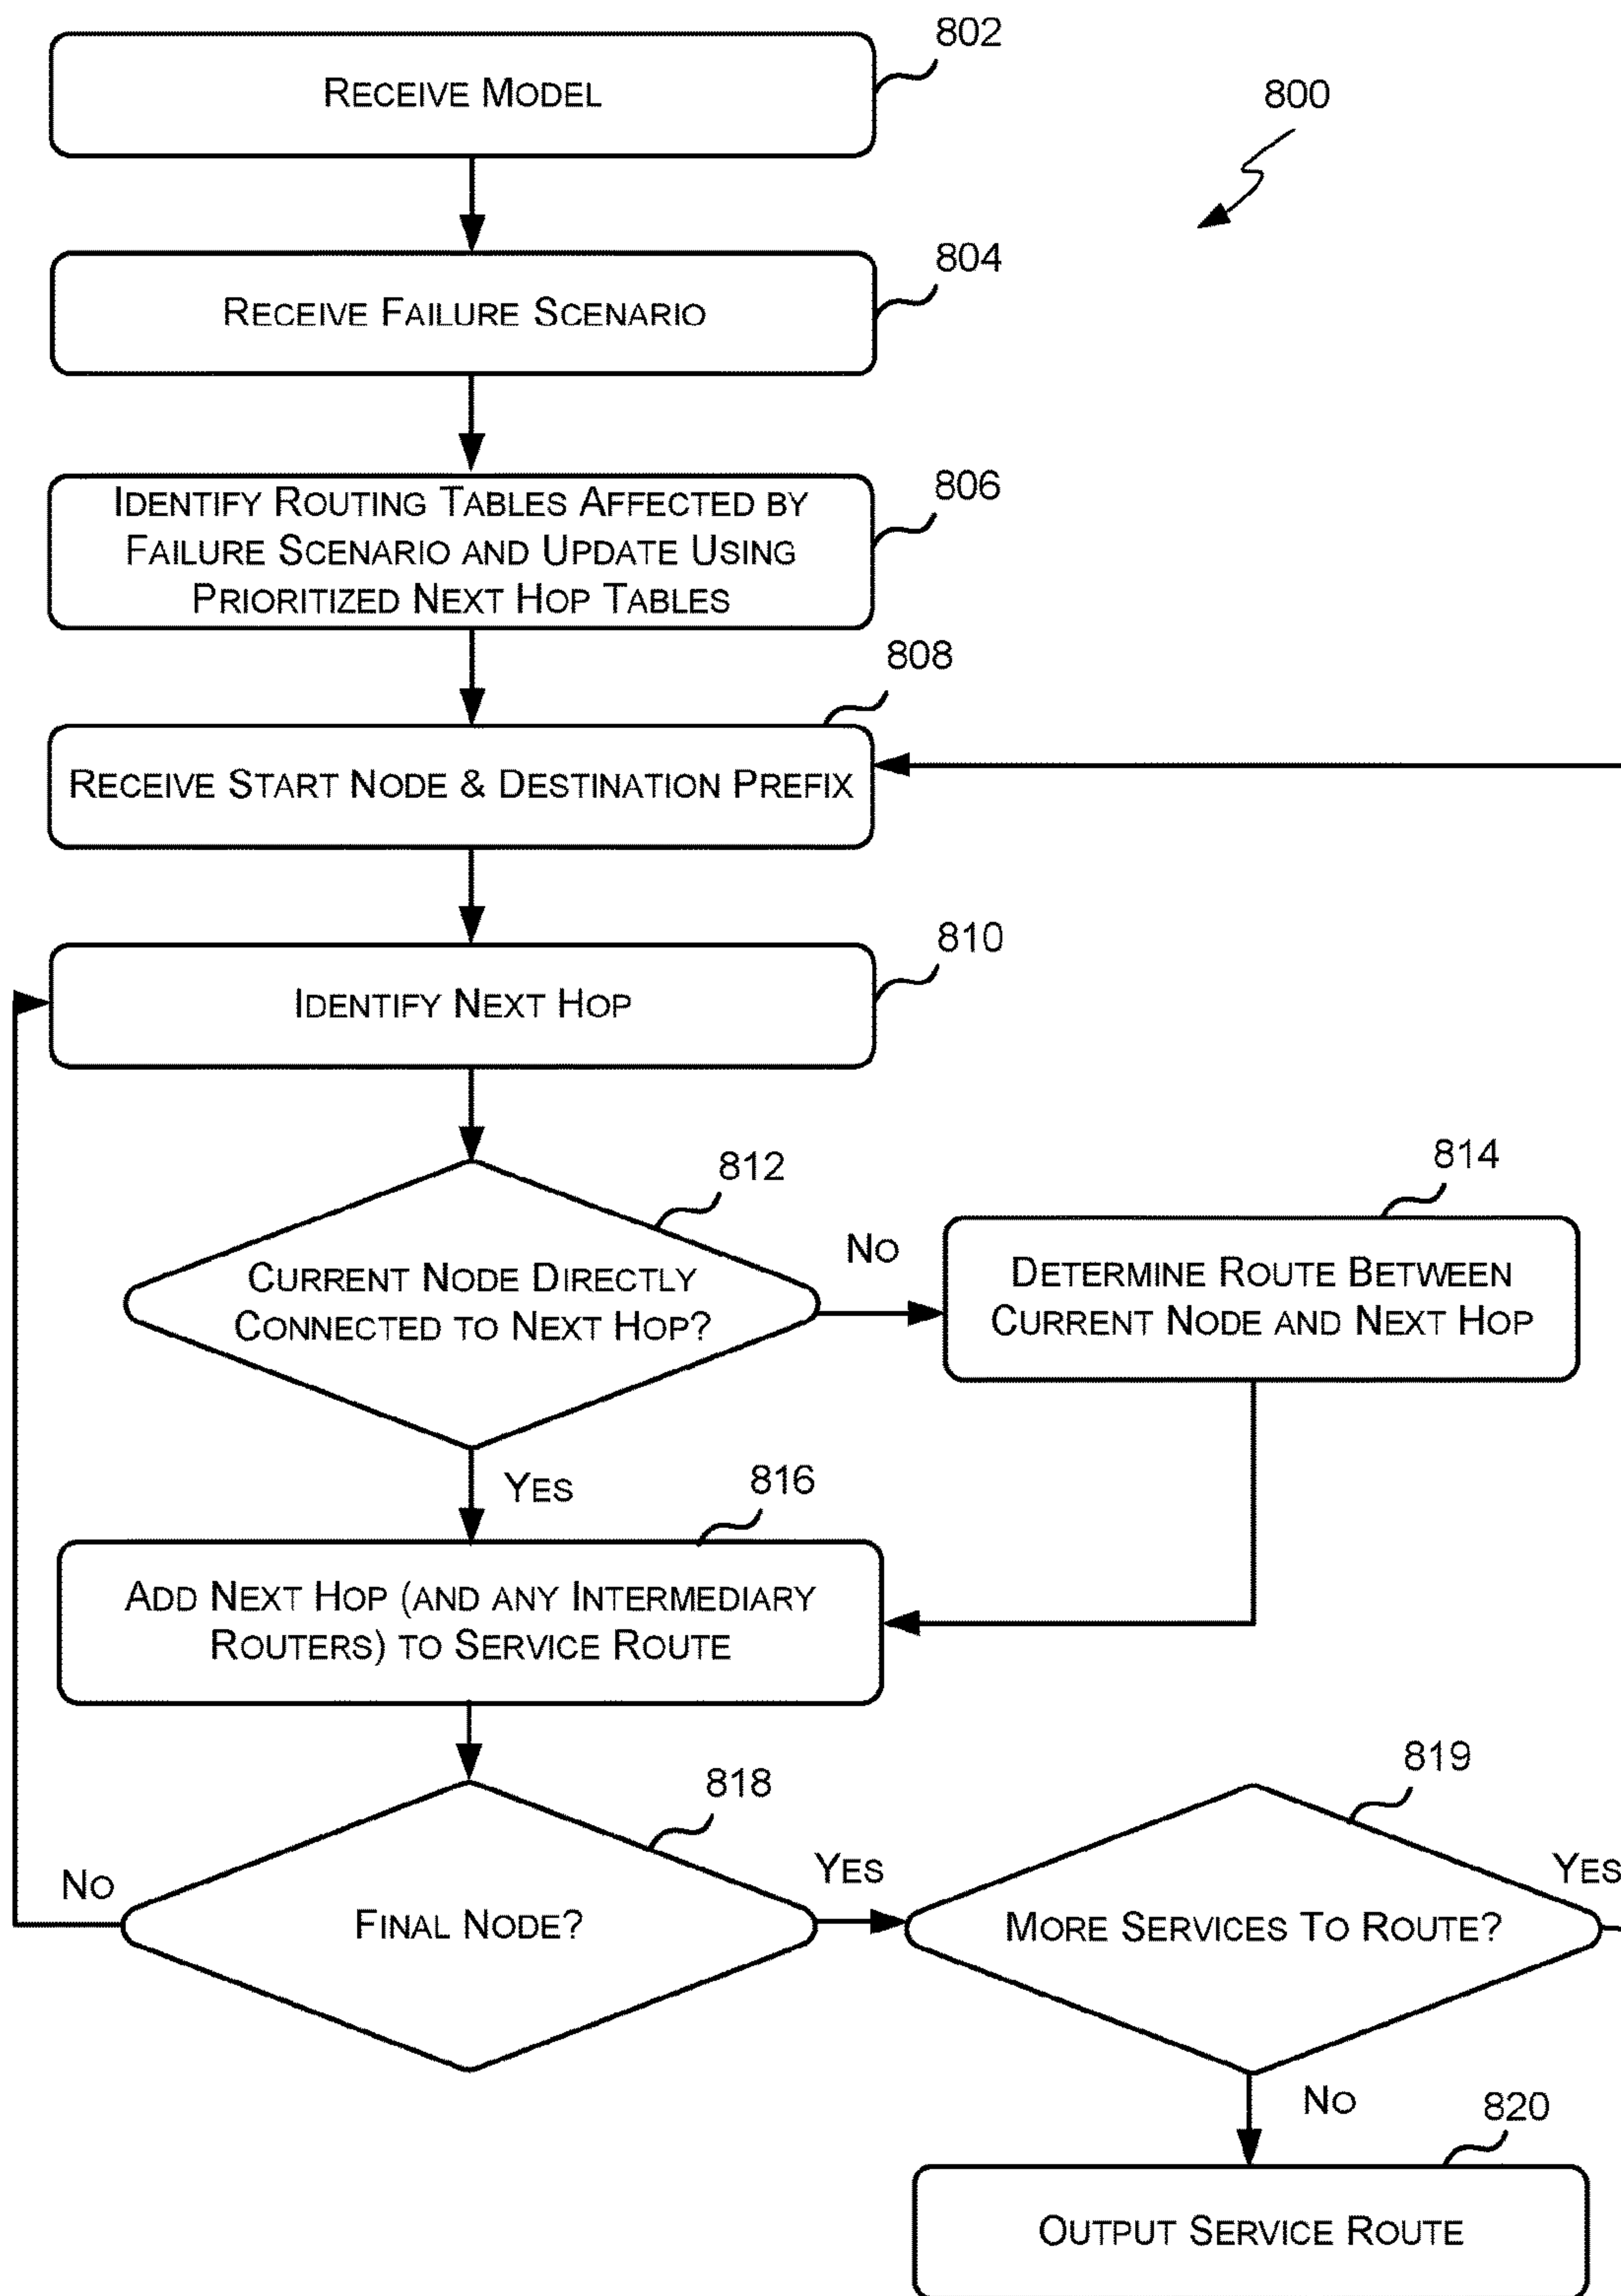 802
RECEIVE MODEL
800
804
RECEIVE FAILURE SCENARIO
806
IDENTIFY ROUTING TABLES AFFECTED BY
FAILURE SCENARIO AND UPDATE USING
PRIORITIZED NEXT HOP TABLES
808
RECEIVE START NODE & DESTINATION PREFIX
810
IDENTIFY NEXT HOP
812
CURRENT NODE DIRECTLY
CONNECTED TO NEXT HOP?
NO
814
DETERMINE ROUTE BETWEEN
CURRENT NODE AND NEXT HOP
YES
816
ADD NEXT HOP (AND ANY INTERMEDIARY
ROUTERS) TO SERVICE ROUTE
818
FINAL NODE?
NO
YES
819
MORE SERVICES TO ROUTE?
YES
NO
820
OUTPUT SERVICE ROUTE